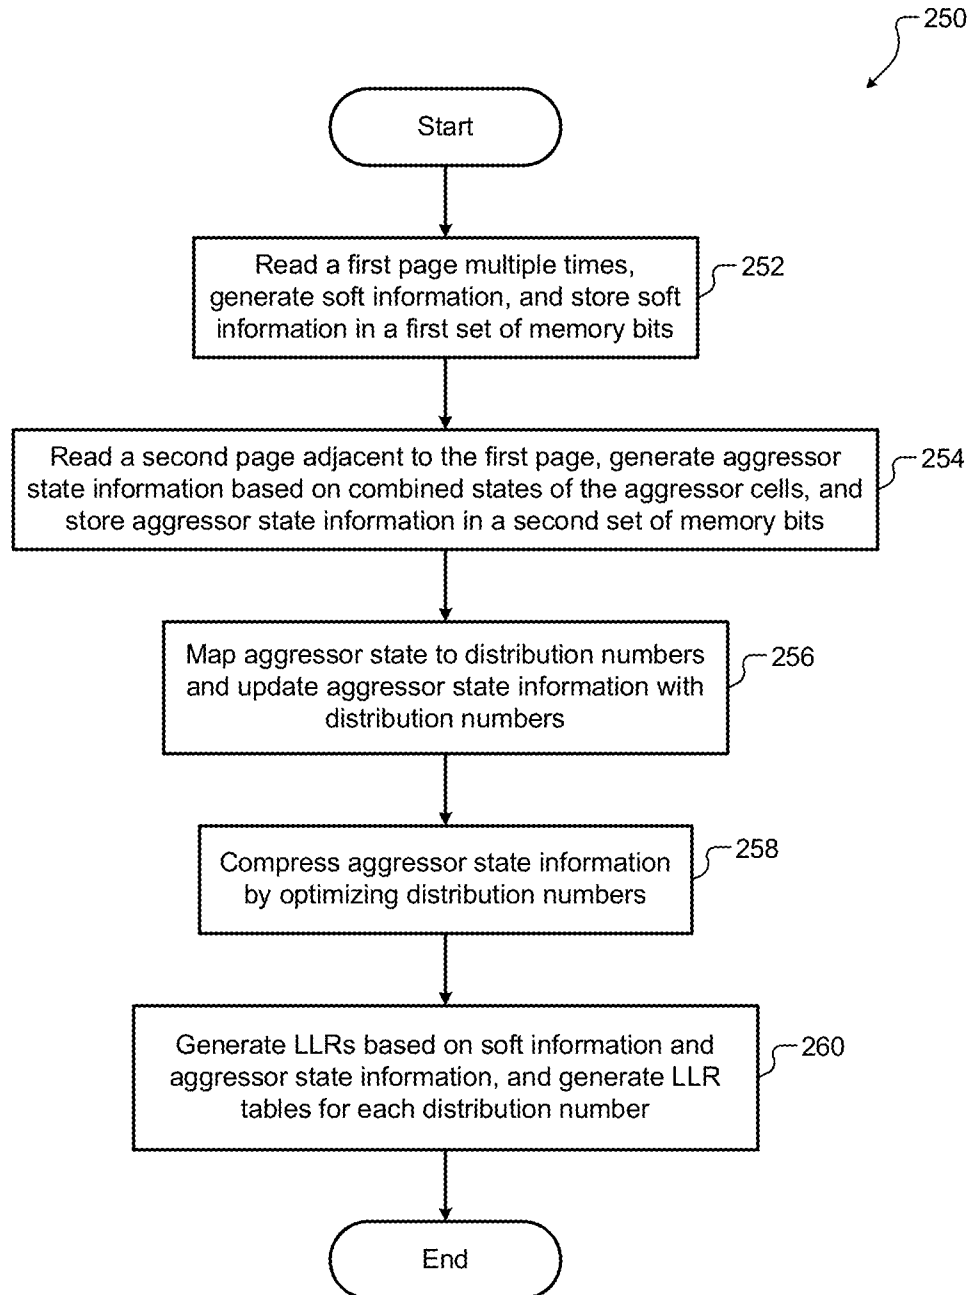 250
Start
Read a first page multiple times,
generate soft information, and store soft
information in a first set of memory bits
252
Read a second page adjacent to the first page, generate aggressor
state information based on combined states of the aggressor cells, and
store aggressor state information in a second set of memory bits
254
Map aggressor state to distribution numbers
and update aggressor state information with
distribution numbers
256
Compress aggressor state information
by optimizing distribution numbers
258
Generate LLRs based on soft information and
aggressor state information, and generate LLR
tables for each distribution number
260
End